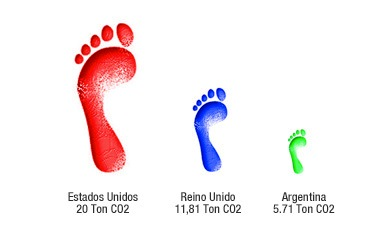 Estados Unidos
20 Ton CO2
Reino Unido
11,81 Ton CO2
Argentina
5.71 Ton CO2